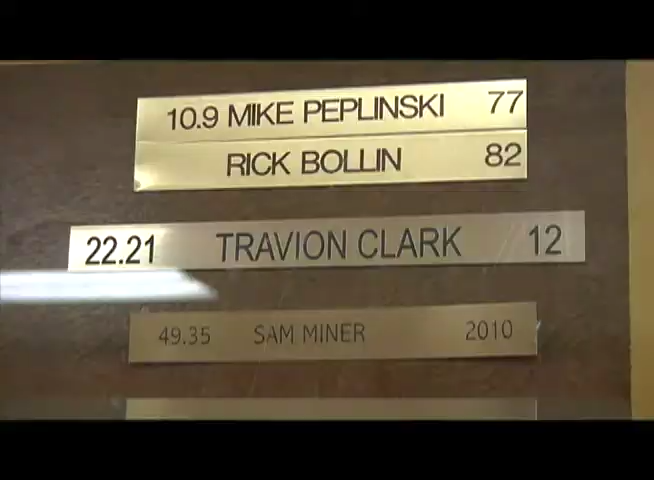 10.9 MIKE PEPLINSKI 77
RICK BOLLIN 82
22.21 TRAVION CLARK 12
49.35 SAM MINER 2010